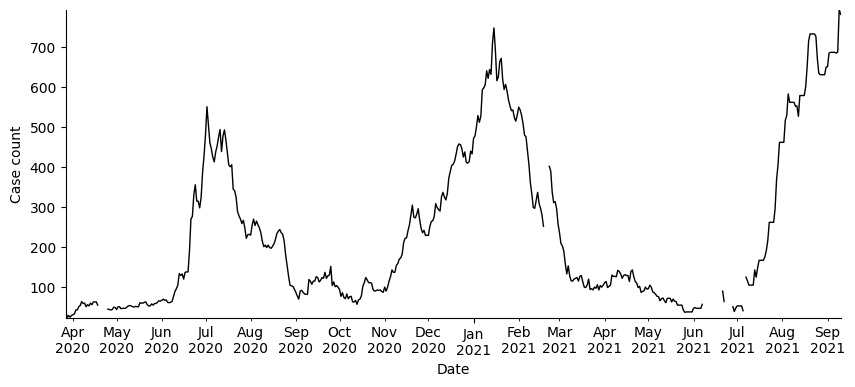 700
600
500
400
300
200
100
Case count
Apr May Jun Jul Aug Sep Oct Nov Dec Jan Feb Mar Apr May Jun Jul Aug Sep
2020 2020 2020 2020 2020 2020 2020 2020 2020 2021 2021 2021 2021 2021 2021 2021 2021 2021
Date